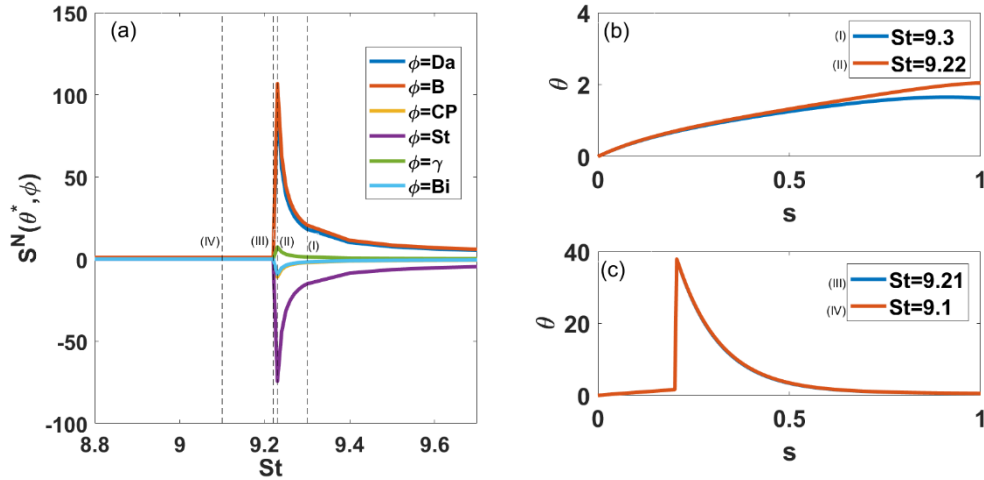 (a)
150
100
50
0
-50
-100
S^N(θ*,ϕ)
ϕ=Da
ϕ=B
ϕ=CP
ϕ=St
ϕ=γ
ϕ=Bi
(IV) (III) (II) (I)
8.8 9 9.2 9.4 9.6
St
(b)
(I) St=9.3
(II) St=9.22
4
2
0
θ
0 0.5 1
s
(c)
(III) St=9.21
(IV) St=9.1
40
20
0
θ
0 0.5 1
s